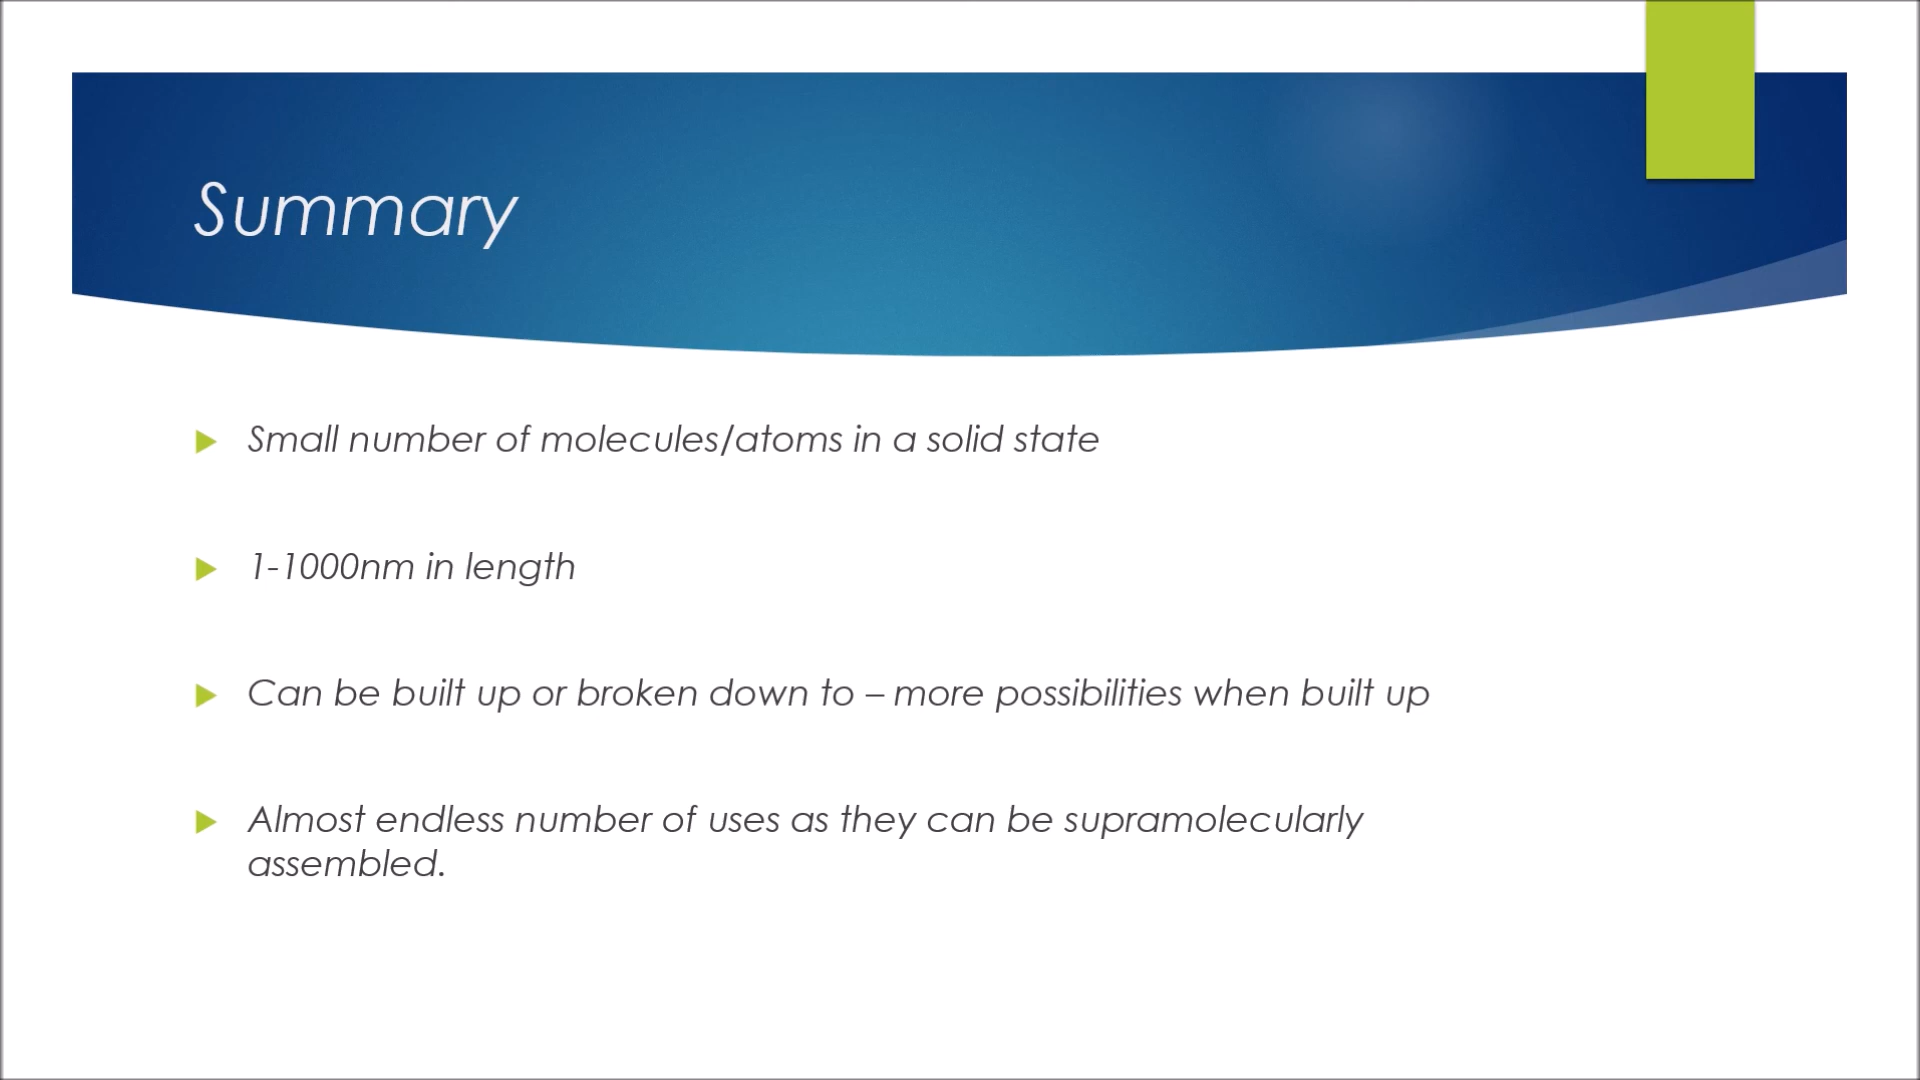 Summary
Small number of molecules/atoms in a solid state
1-1000nm in length
Can be built up or broken down to – more possibilities when built up
Almost endless number of uses as they can be supramolecularly
assembled.